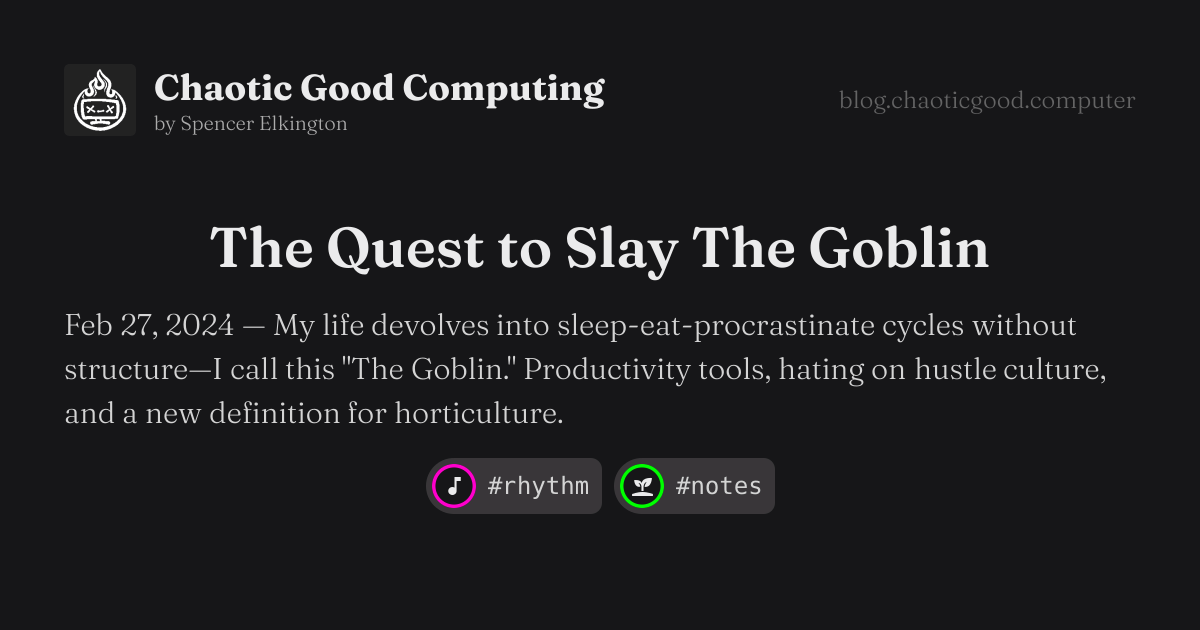 Chaotic Good Computing
by Spencer Elkington
blog.chaoticgood.computer
The Quest to Slay The Goblin
Feb 27, 2024 — My life devolves into sleep-eat-procrastinate cycles without
structure—I call this "The Goblin." Productivity tools, hating on hustle culture,
and a new definition for horticulture.
#rhythm
#notes